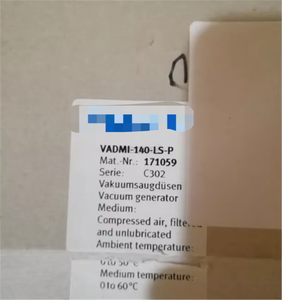 VADMI-140-LS-P
Mat.-Nr.: 171059
Serie: C302
Vakuumsaugdüsen
Vacuum generator
Medium:
Compressed air, filtered
and unlubricated
Ambient temperature:
0 to 50°C
Medium temperature:
0 to 60°C